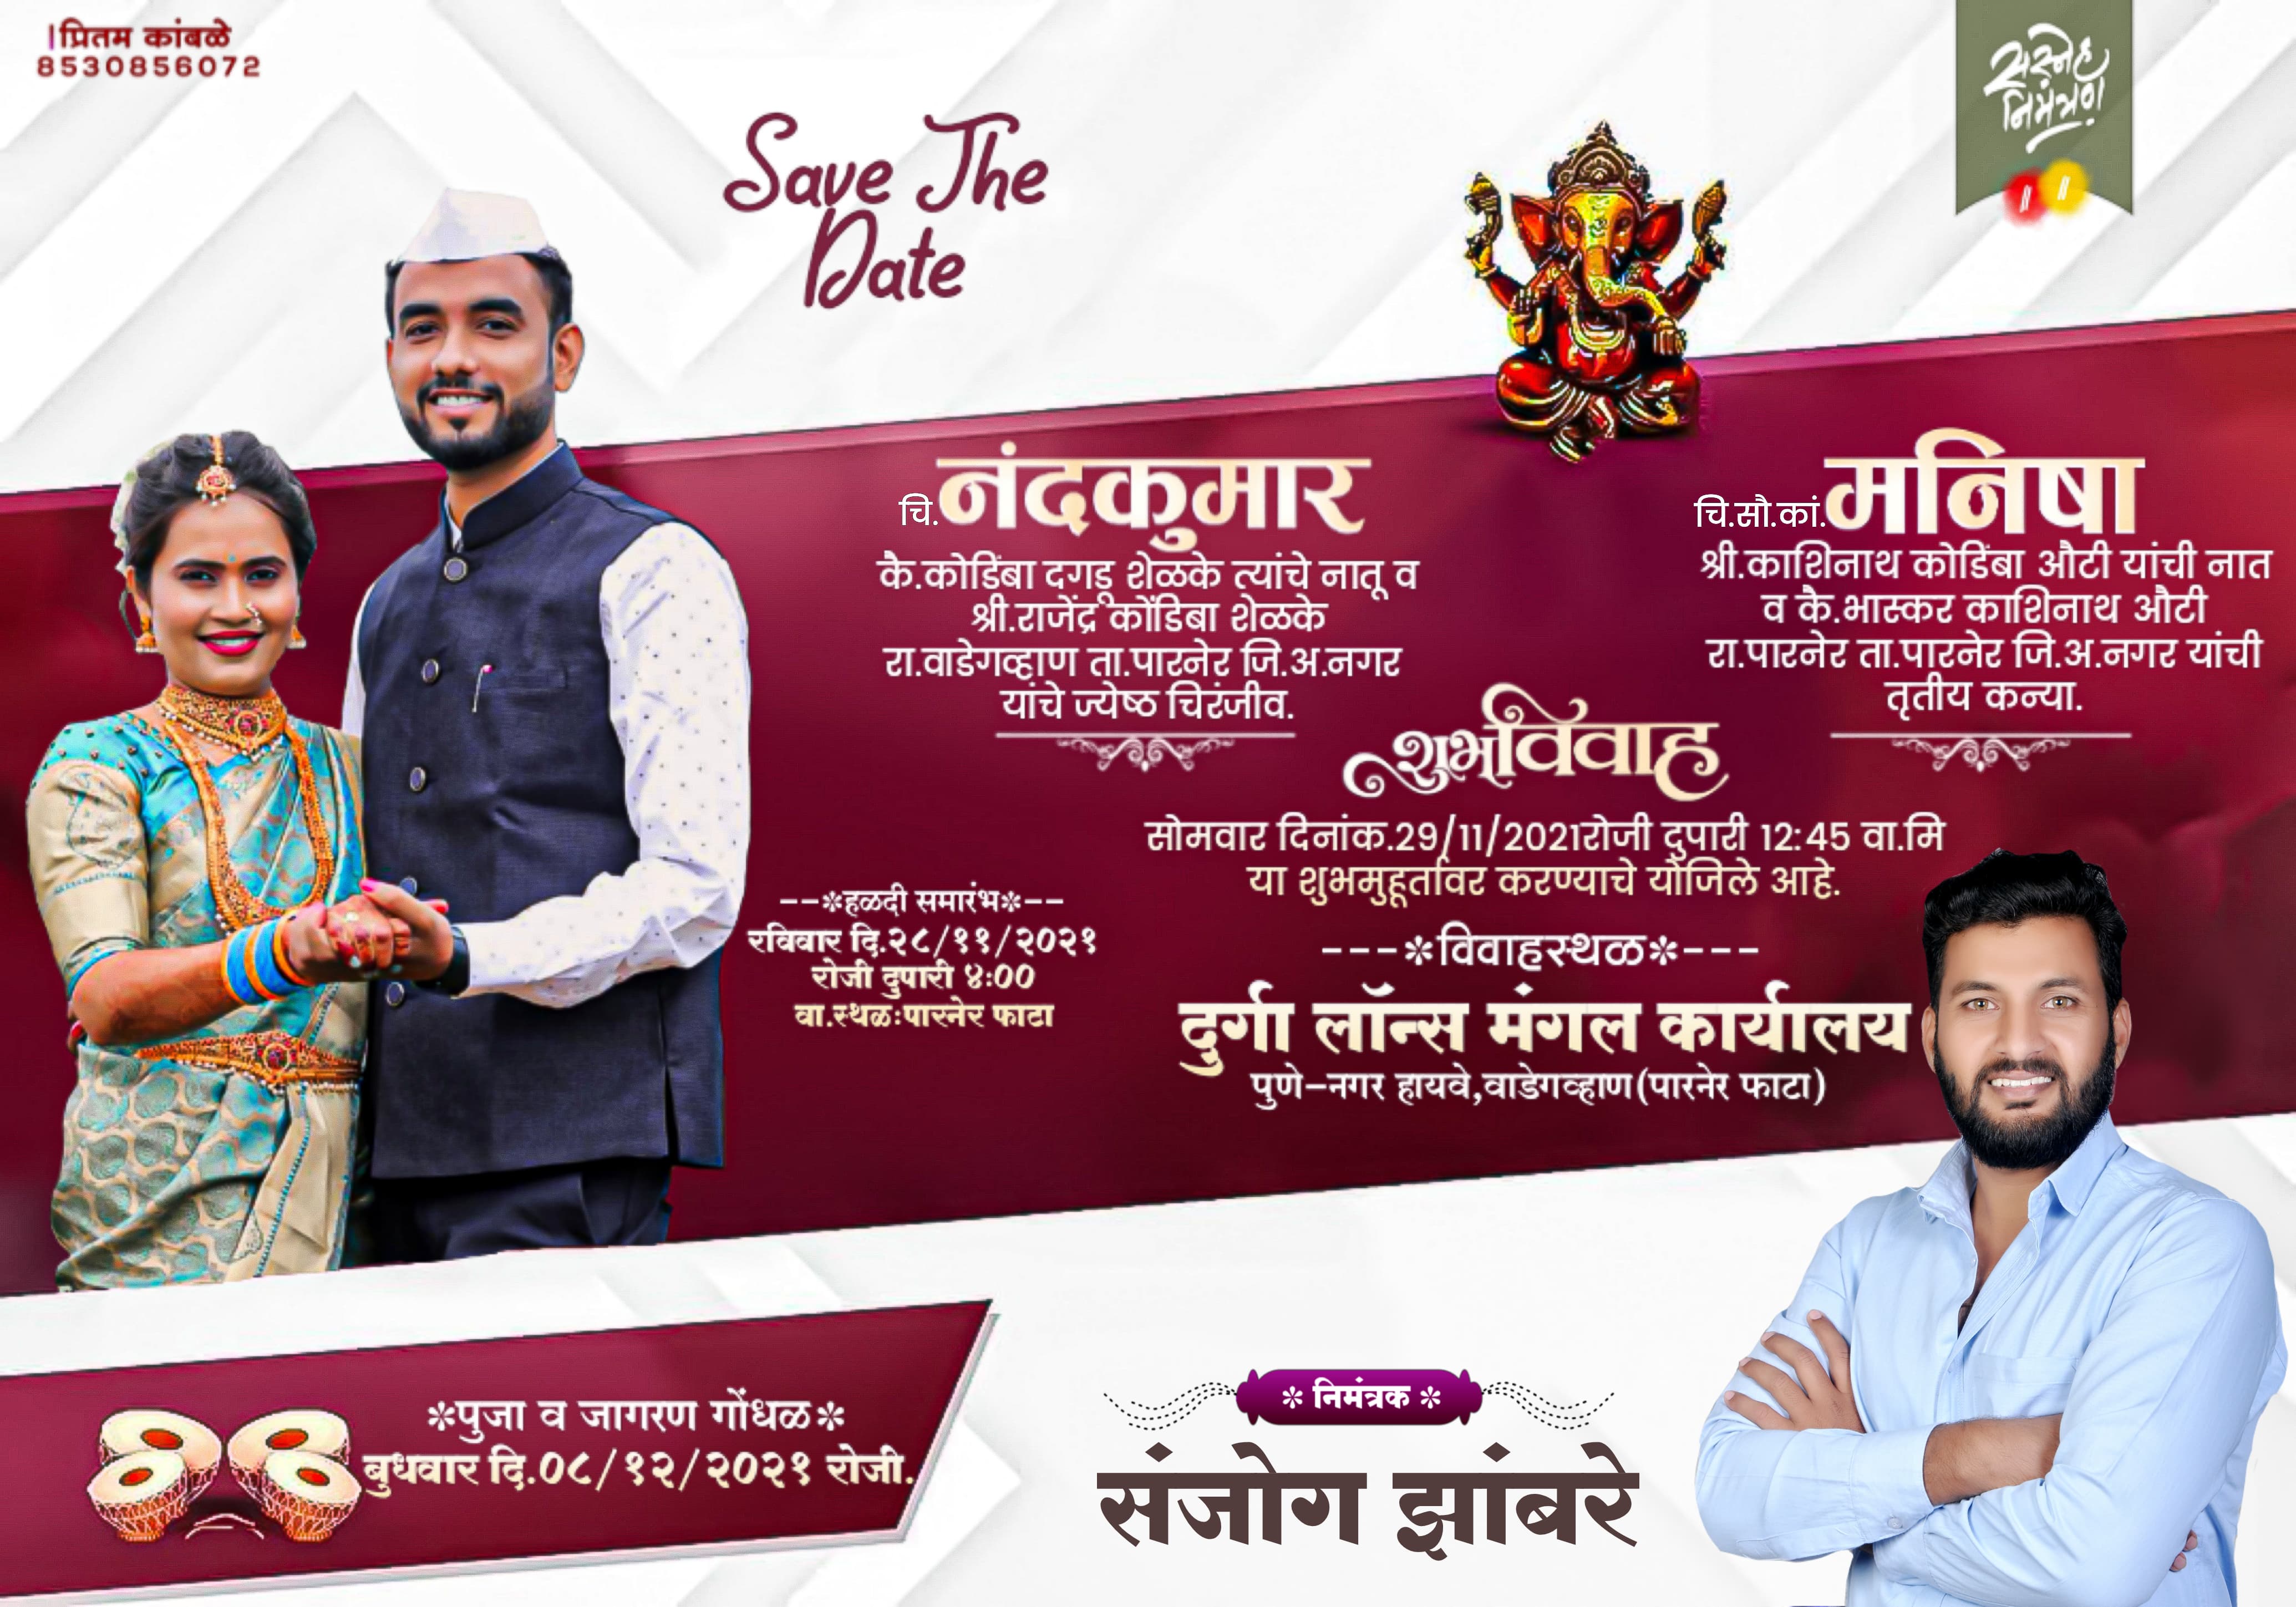 |प्रितम कांबळे
8530856072
सस्नेह
निमंत्रण
Save The
Date
चि.नंदकुमार
कै.कोडिंबा दगडू शेळके त्यांचे नातू व
श्री.राजेंद्र कोंडिबा शेळके
रा.वाडेगव्हाण ता.पारनेर जि.अ.नगर
यांचे ज्येष्ठ चिरंजीव.
चि.सौ.कां.मनिषा
श्री.काशिनाथ कोडिंबा औटी यांची नात
व कै.भास्कर काशिनाथ औटी
रा.पारनेर ता.पारनेर जि.अ.नगर यांची
तृतीय कन्या.
शुभविवाह
सोमवार दिनांक.29/11/2021रोजी दुपारी 12:45 वा.मि
या शुभमुहूर्तावर करण्याचे योजिले आहे.
--*हळदी समारंभ*--
रविवार दि.२८/११/२०२१
रोजी दुपारी ४:00
वा.स्थळ:पारनेर फाटा
---*विवाहस्थळ*---
दुर्गा लॉन्स मंगल कार्यालय
पुणे-नगर हायवे,वाडेगव्हाण(पारनेर फाटा)
*पुजा व जागरण गोंधळ*
बुधवार दि.०८/१२/२०२१ रोजी.
* निमंत्रक *
संजोग झांबरे